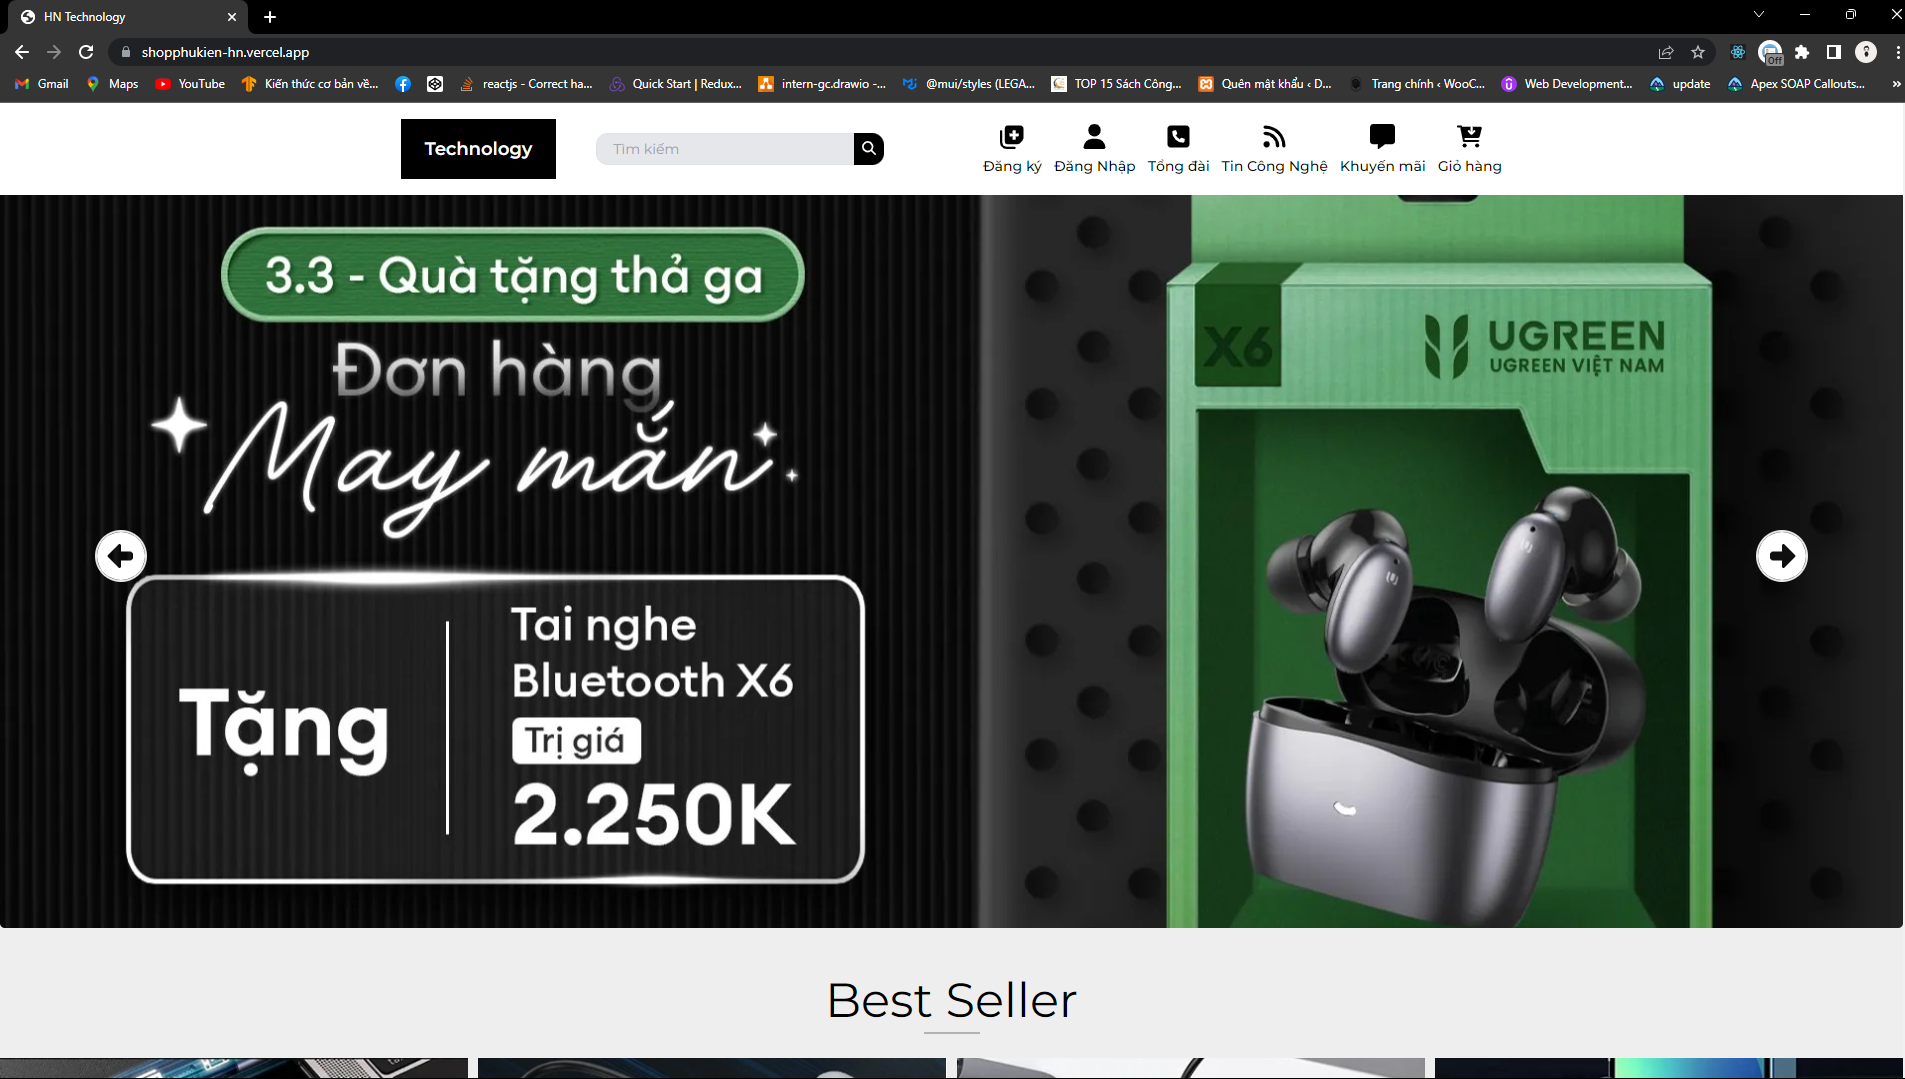 HN Technology
shopphukien-hn.vercel.app
Off
Gmail
Maps
YouTube
Kiến thức cơ bản về...
reactjs - Correct ha...
Quick Start | Redux...
intern-gc.drawio -...
@mui/styles (LEGA...
TOP 15 Sách Công...
Quên mật khẩu ‹ D...
Trang chính ‹ WooC...
Web Development...
update
Apex SOAP Callouts...
Technology
Tìm kiếm
Đăng ký
Đăng Nhập
Tổng đài
Tin Công Nghệ
Khuyến mãi
Giỏ hàng
3.3 - Quà tặng thả ga
Đơn hàng
May mắn
Tặng
Tai nghe
Bluetooth X6
Trị giá
2.250K
X6
UGREEN
UGREEN VIỆT NAM
Best Seller